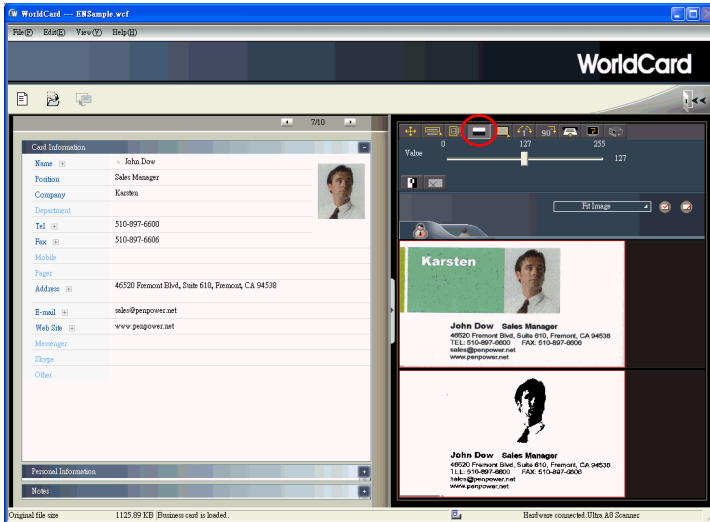 WorldCard --- ENSample.wcf
File(F) Edit(E) View(V) Help(H)
WorldCard
7/10
Card Information
Name John Dow
Position Sales Manager
Company Karsten
Department
Tel 510-897-6600
Fax 510-897-6606
Mobile
Pager
Address 46520 Fremont Blvd, Suite 610, Fremont, CA 94538
E-mail sales@penpower.net
Web Site www.penpower.net
Messenger
Skype
Other
Personal Information
Notes
90
0 127 255
Value 127
Fit Image
Karsten
John Dow Sales Manager
46520 Fremont Blvd, Suite 610, Fremont, CA 94538
TEL: 510-897-6600 FAX: 510-897-6606
sales@penpower.net
www.penpower.net
John Dow Sales Manager
46520 Fremont Blvd, Suite 610, Fremont, CA 94538
TEL: 510-897-6600 FAX: 510-897-6606
sales@penpower.net
www.penpower.net
Original file size 1125.89 KB Business card is loaded. Hardware connected:Ultra A8 Scanner